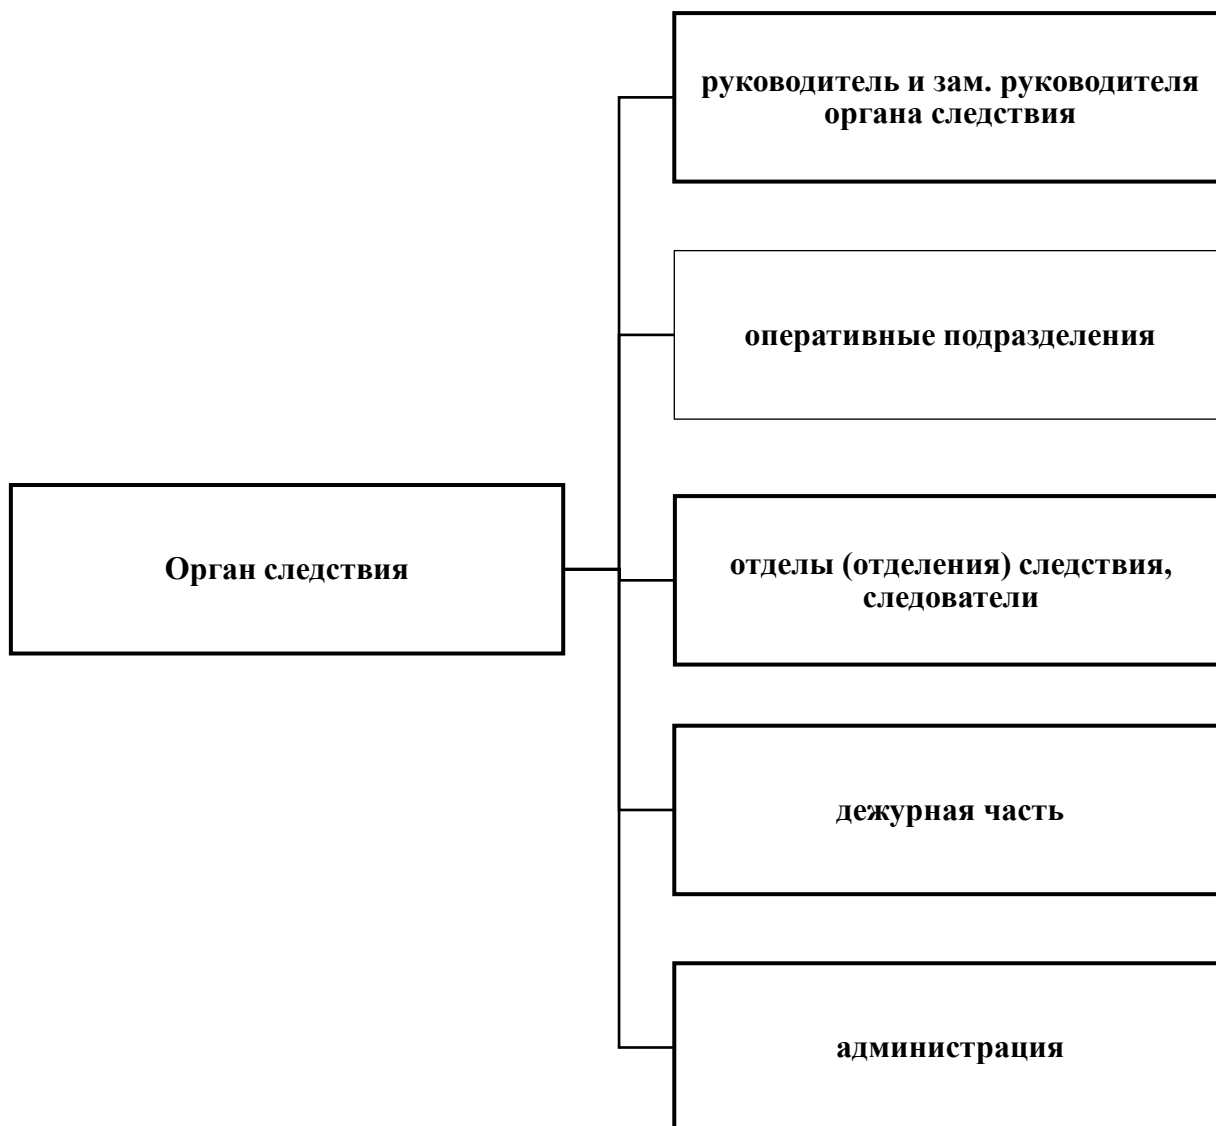 руководитель и зам. руководителя
органа следствия
оперативные подразделения
Орган следствия
отделы (отделения) следствия,
следователи
дежурная часть
администрация